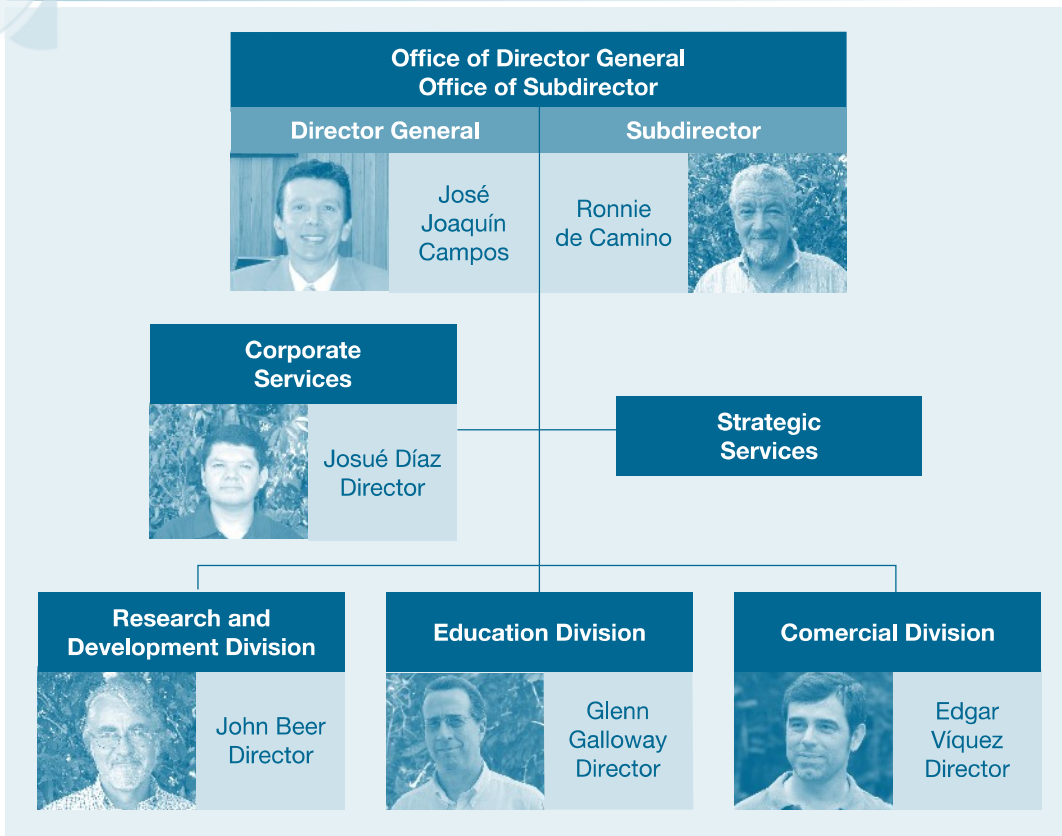 Office of Director General
Office of Subdirector
Director General
Subdirector
José
Joaquín
Campos
Ronnie
de Camino
Corporate
Services
Josué Díaz
Director
Strategic
Services
Research and
Development Division
John Beer
Director
Education Division
Glenn
Galloway
Director
Comercial Division
Edgar
Víquez
Director